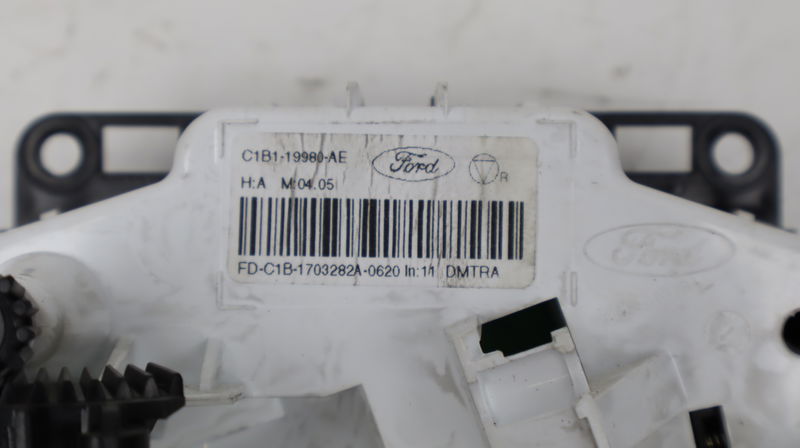 C1B1-19980-AE Ford R
H:A M:04.05
FD-C1B-1703282A-0620 In:11 DMTRA
Ford